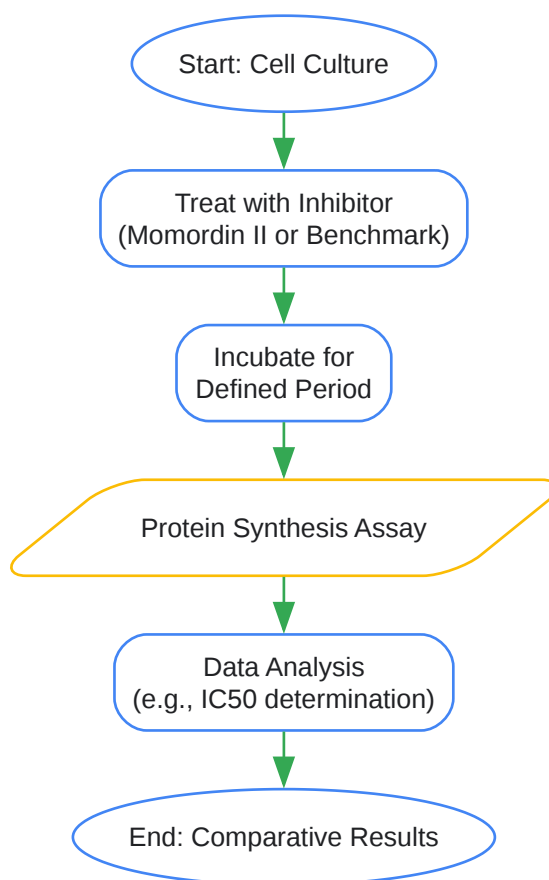 Start: Cell Culture
Treat with Inhibitor
(Momordin II or Benchmark)
Incubate for
Defined Period
Protein Synthesis Assay
Data Analysis
(e.g., IC50 determination)
End: Comparative Results